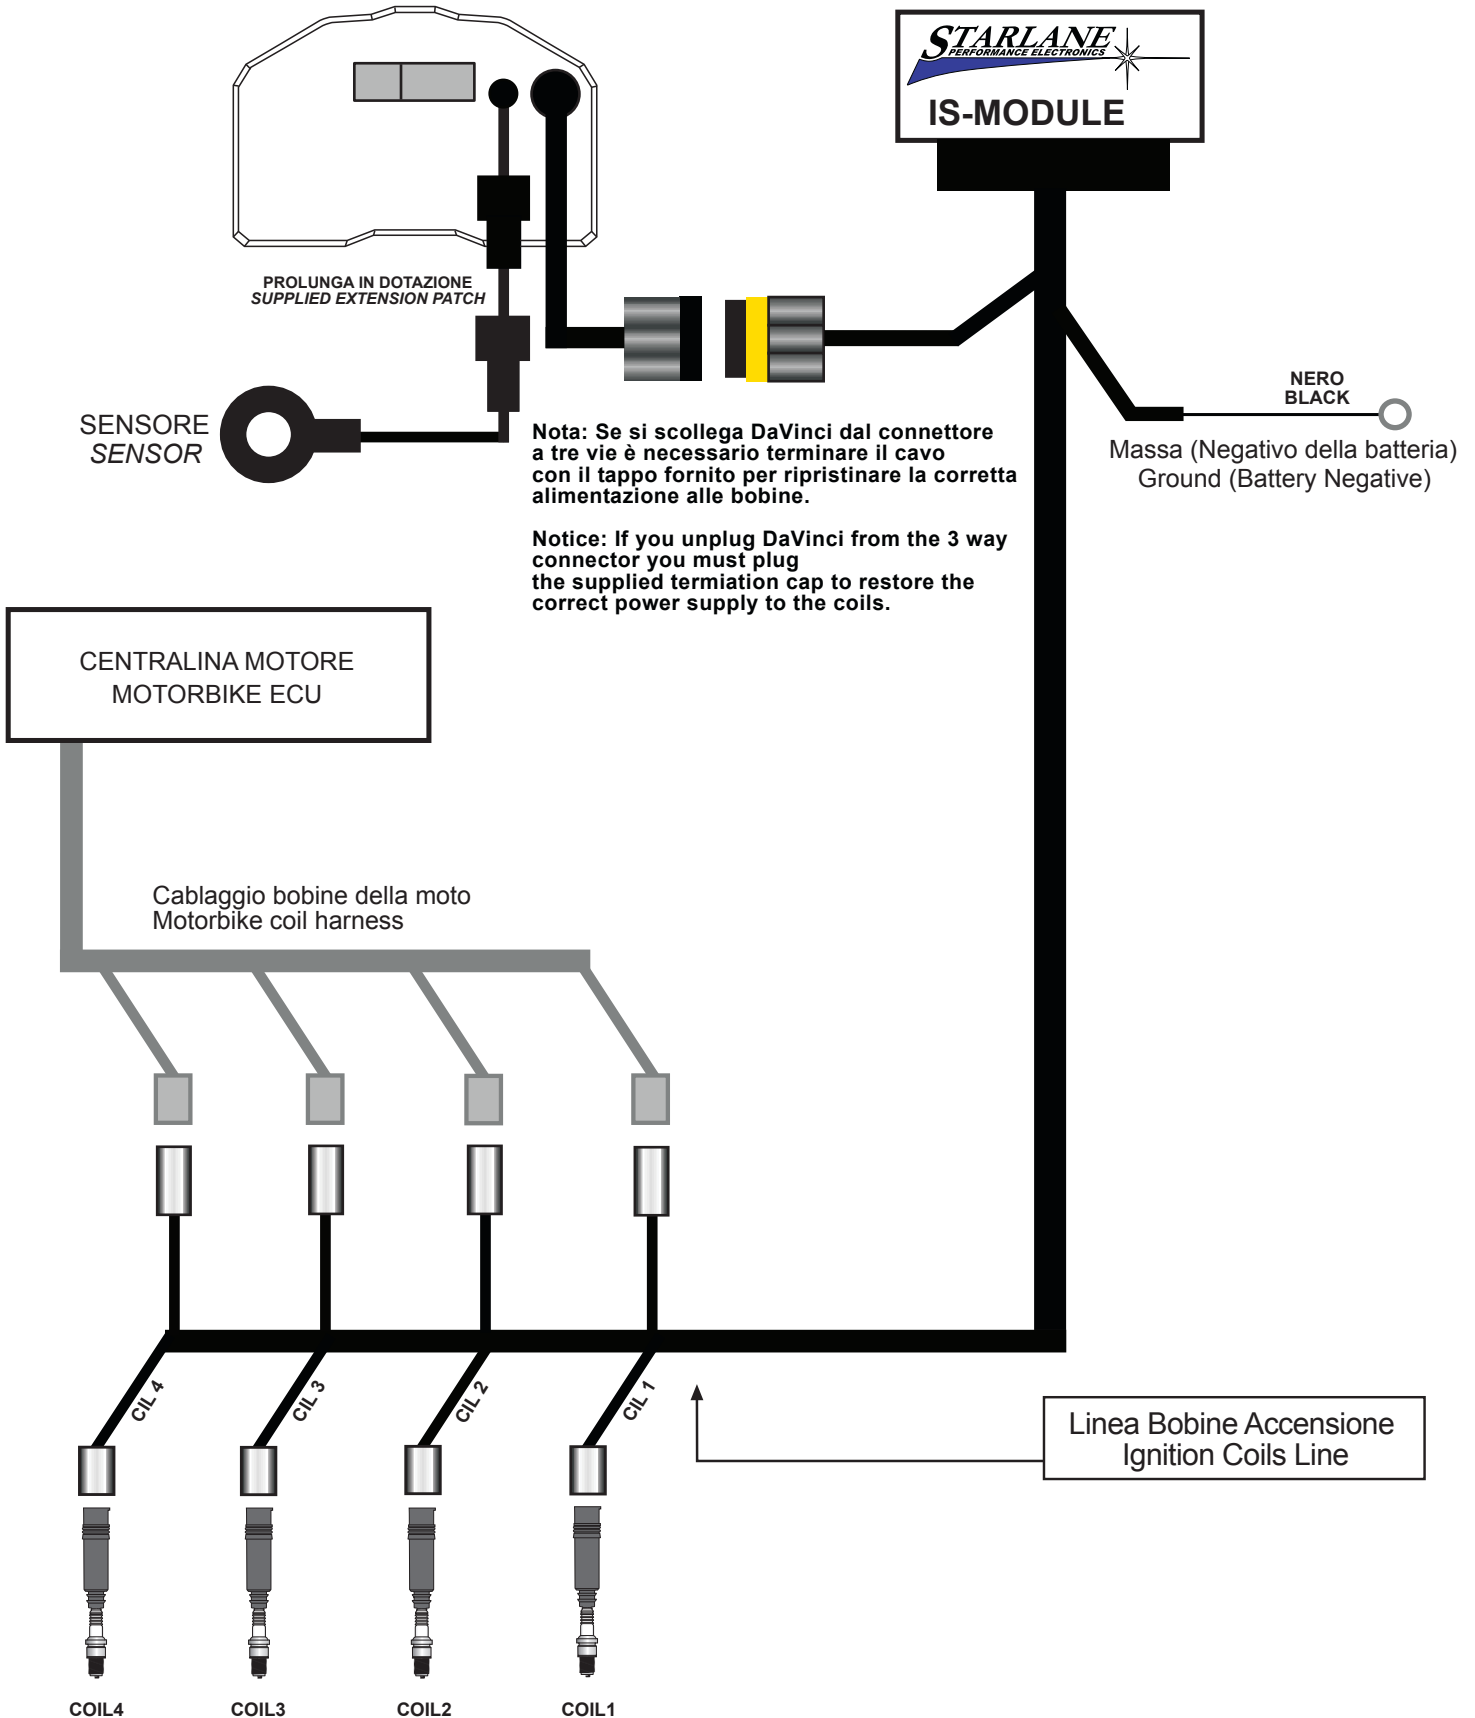 STARLANE
PERFORMANCE ELECTRONICS
IS-MODULE
PROLUNGA IN DOTAZIONE
SUPPLIED EXTENSION PATCH
SENSORE
SENSOR
NERO
BLACK
Massa (Negativo della batteria)
Ground (Battery Negative)
Nota: Se si scollega DaVinci dal connettore
a tre vie è necessario terminare il cavo
con il tappo fornito per ripristinare la corretta
alimentazione alle bobine.
Notice: If you unplug DaVinci from the 3 way
connector you must plug
the supplied termiation cap to restore the
correct power supply to the coils.
CENTRALINA MOTORE
MOTORBIKE ECU
Cablaggio bobine della moto
Motorbike coil harness
CIL 4
CIL 3
CIL 2
CIL 1
Linea Bobine Accensione
Ignition Coils Line
COIL4
COIL3
COIL2
COIL1